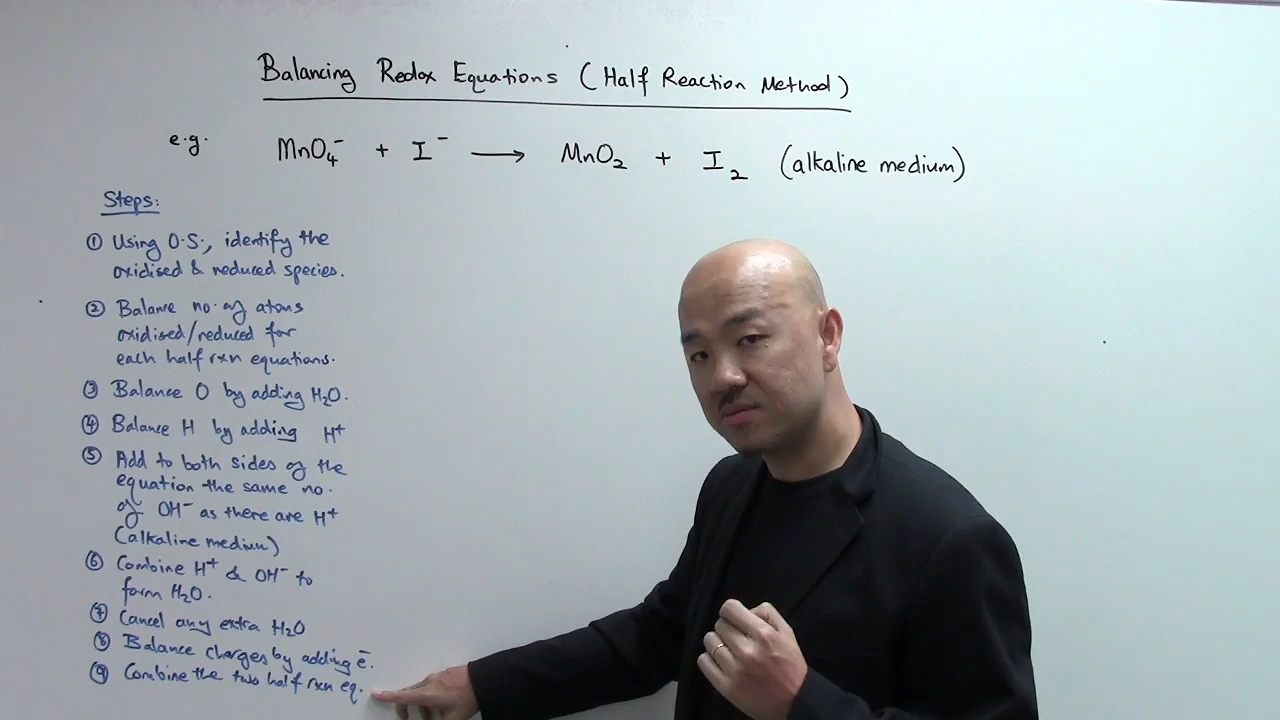 Balancing Redox Equations (Half Reaction Method)
e.g. MnO₄⁻ + I⁻ → MnO₂ + I₂ (alkaline medium)
Steps:
① Using O.S., identify the
oxidised & reduced species.
② Balance no. of atoms
oxidised/reduced for
each half rxn equations.
③ Balance O by adding H₂O.
④ Balance H by adding H⁺
⑤ Add to both sides of the
equation the same no.
of OH⁻ as there are H⁺
(alkaline medium)
⑥ Combine H⁺ & OH⁻ to
form H₂O.
⑦ Cancel any extra H₂O
⑧ Balance charges by adding e⁻.
⑨ Combine the two half rxn eq.